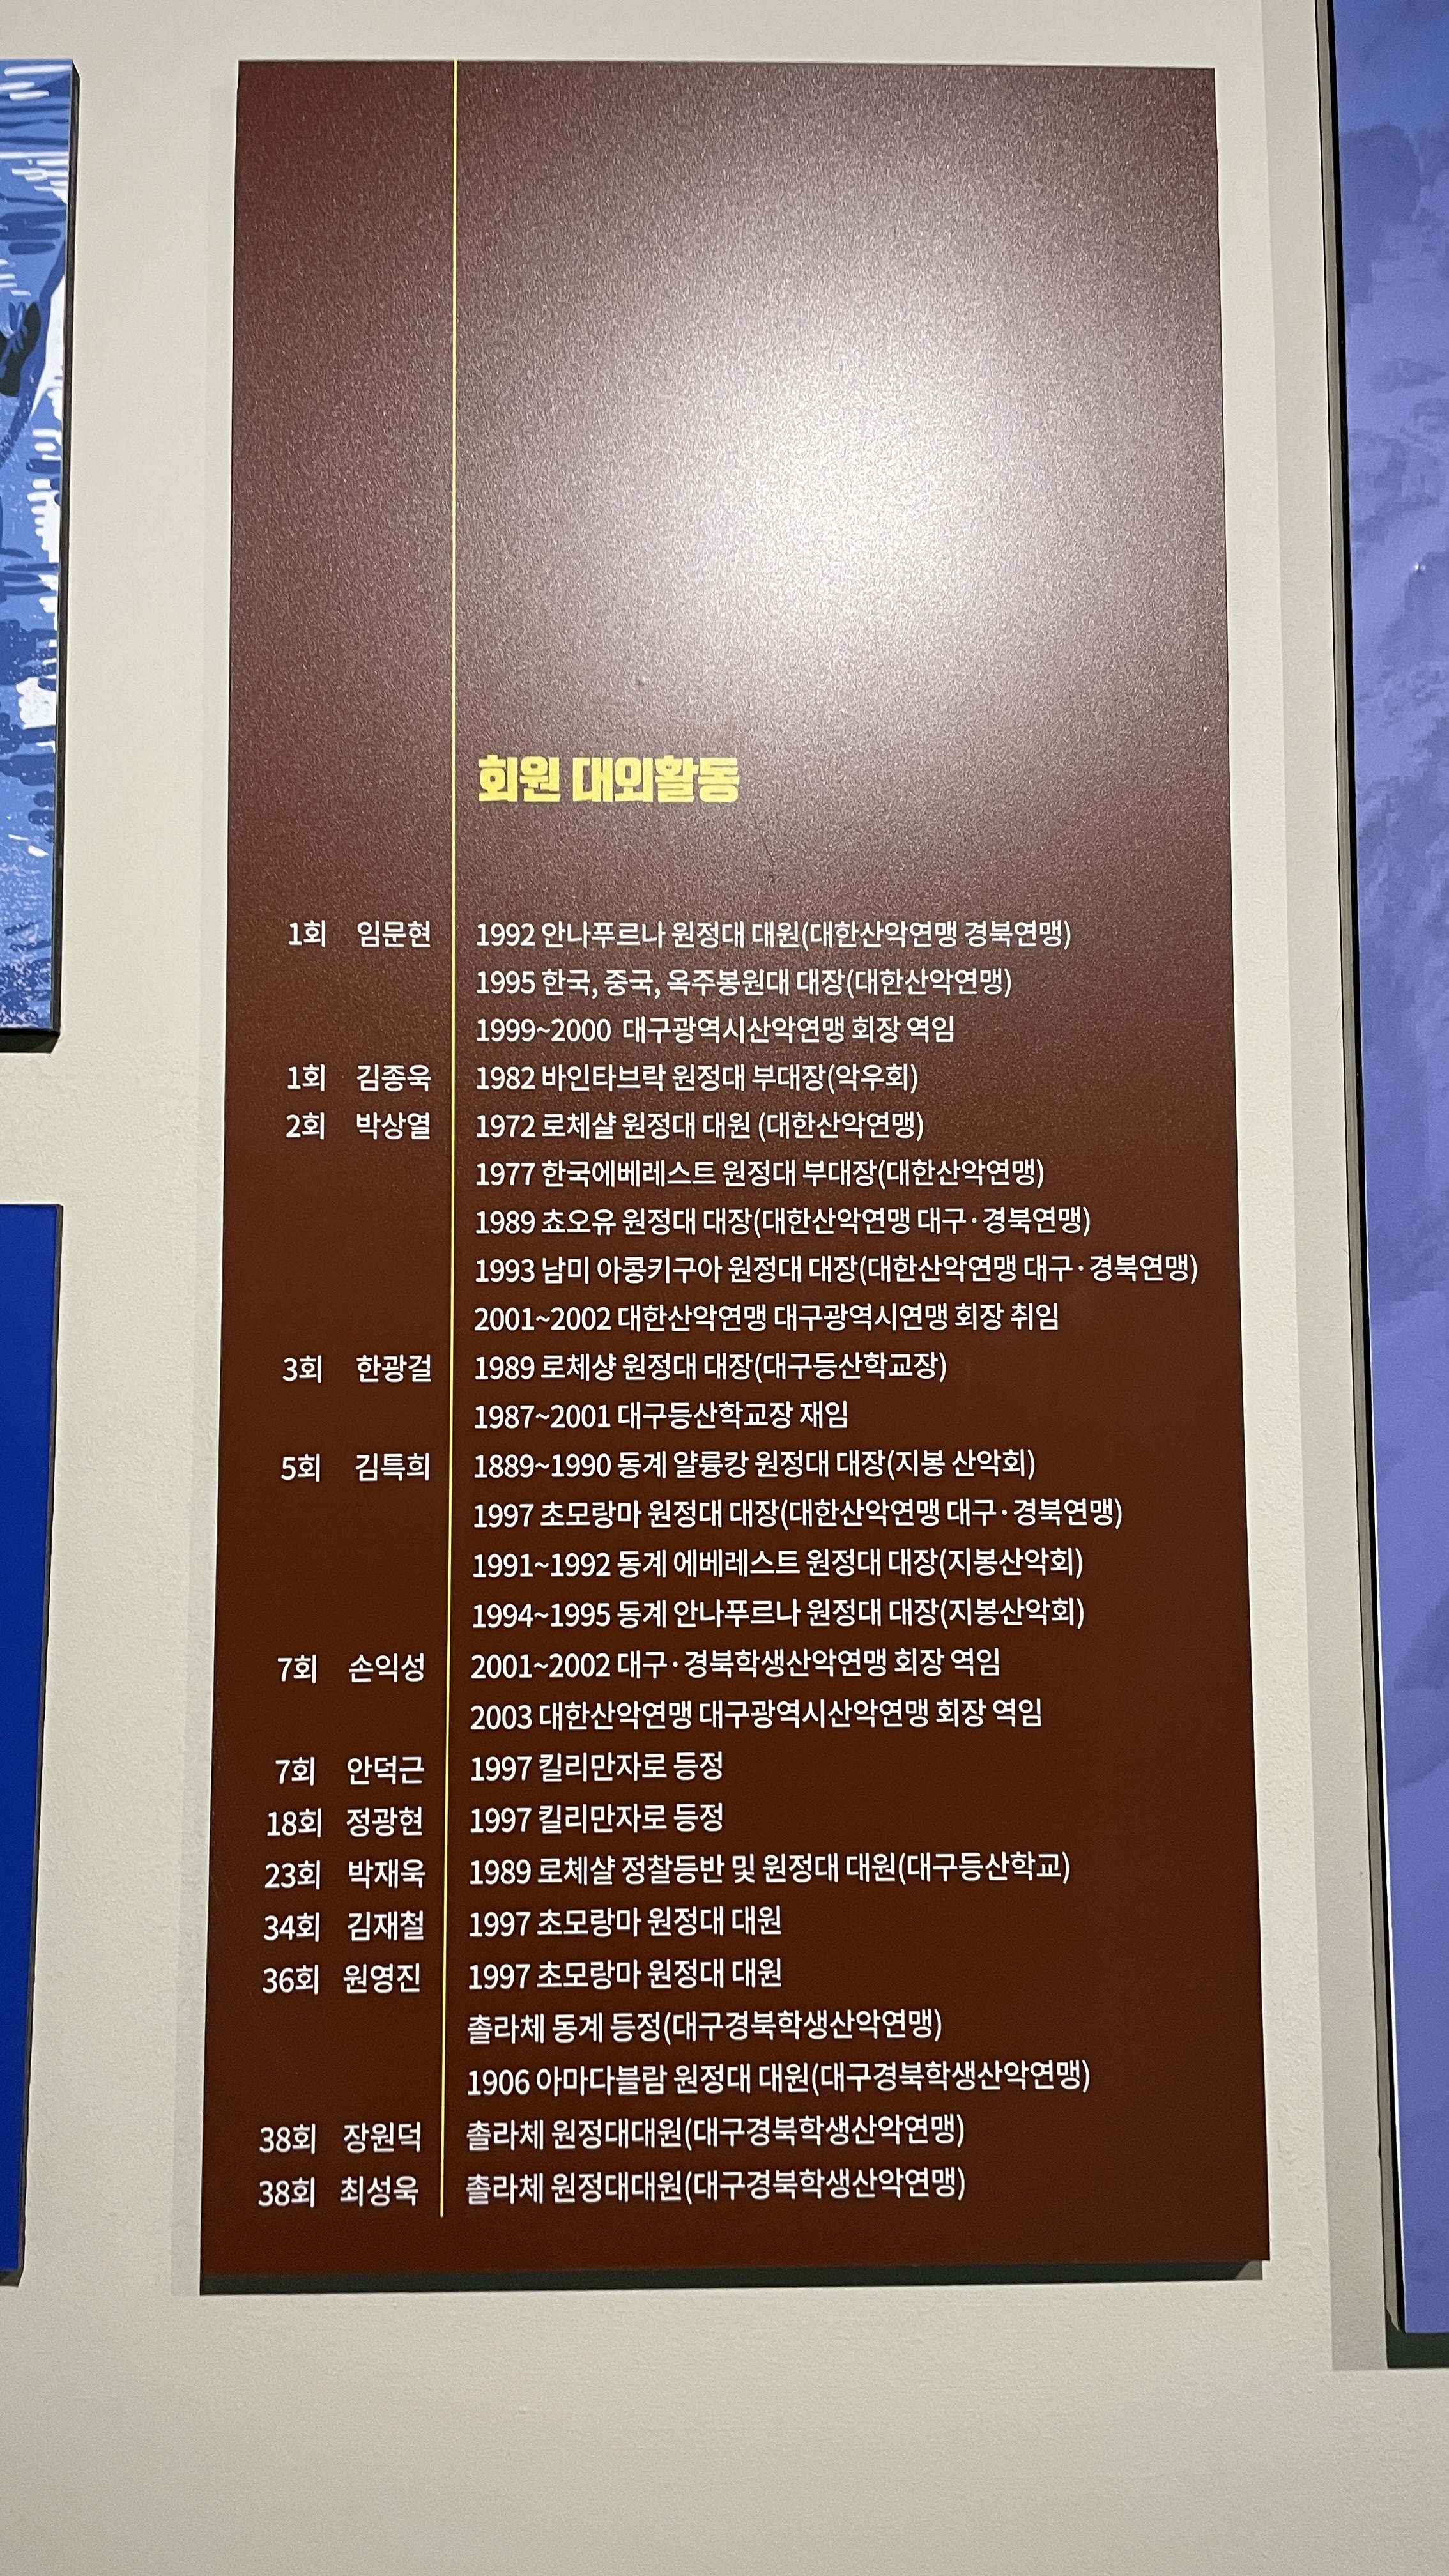 회원 대외활동
1회 임문현 1992 안나푸르나 원정대 대원(대한산악연맹 경북연맹)
1995 한국, 중국, 옥주봉원대 대장(대한산악연맹)
1999~2000 대구광역시산악연맹 회장 역임
1회 김종욱 1982 바인타브락 원정대 부대장(악우회)
2회 박상열 1972 로체샬 원정대 대원 (대한산악연맹)
1977 한국에베레스트 원정대 부대장(대한산악연맹)
1989 쵸오유 원정대 대장(대한산악연맹 대구·경북연맹)
1993 남미 아콩키구아 원정대 대장(대한산악연맹 대구·경북연맹)
2001~2002 대한산악연맹 대구광역시연맹 회장 취임
3회 한광걸 1989 로체샹 원정대 대장(대구등산학교장)
1987~2001 대구등산학교장 재임
5회 김특희 1889~1990 동계 얄륭캉 원정대 대장(지봉 산악회)
1997 초모랑마 원정대 대장(대한산악연맹 대구·경북연맹)
1991~1992 동계 에베레스트 원정대 대장(지봉산악회)
1994~1995 동계 안나푸르나 원정대 대장(지봉산악회)
7회 손익성 2001~2002 대구·경북학생산악연맹 회장 역임
2003 대한산악연맹 대구광역시산악연맹 회장 역임
7회 안덕근 1997 킬리만자로 등정
18회 정광현 1997 킬리만자로 등정
23회 박재욱 1989 로체샬 정찰등반 및 원정대 대원(대구등산학교)
34회 김재철 1997 초모랑마 원정대 대원
36회 원영진 1997 초모랑마 원정대 대원
촐라체 동계 등정(대구경북학생산악연맹)
1906 아마다블람 원정대 대원(대구경북학생산악연맹)
38회 장원덕 촐라체 원정대대원(대구경북학생산악연맹)
38회 최성욱 촐라체 원정대대원(대구경북학생산악연맹)